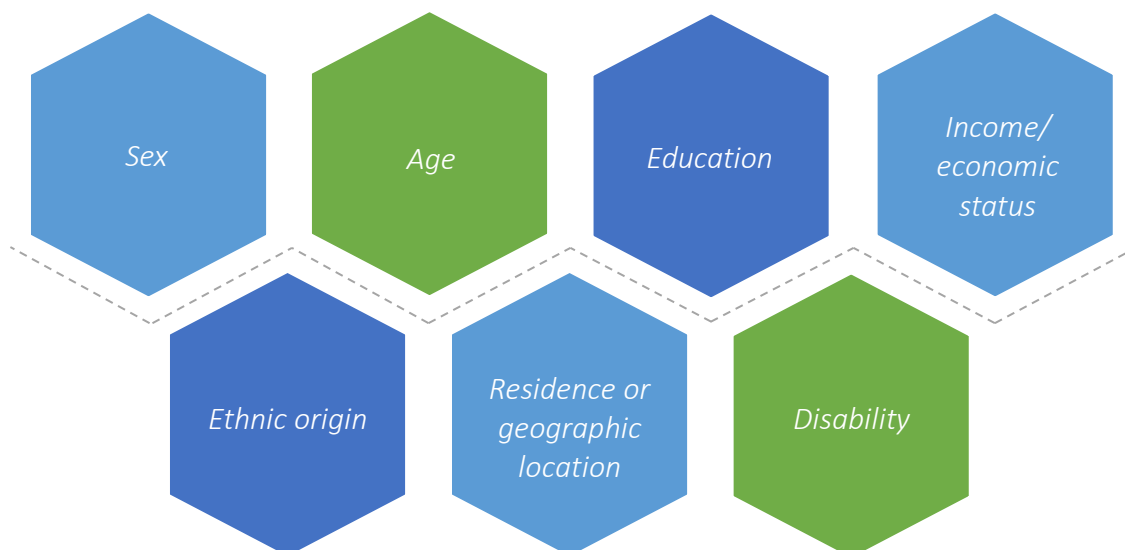 Sex
Age
Education
Income/
economic
status
Ethnic origin
Residence or
geographic
location
Disability